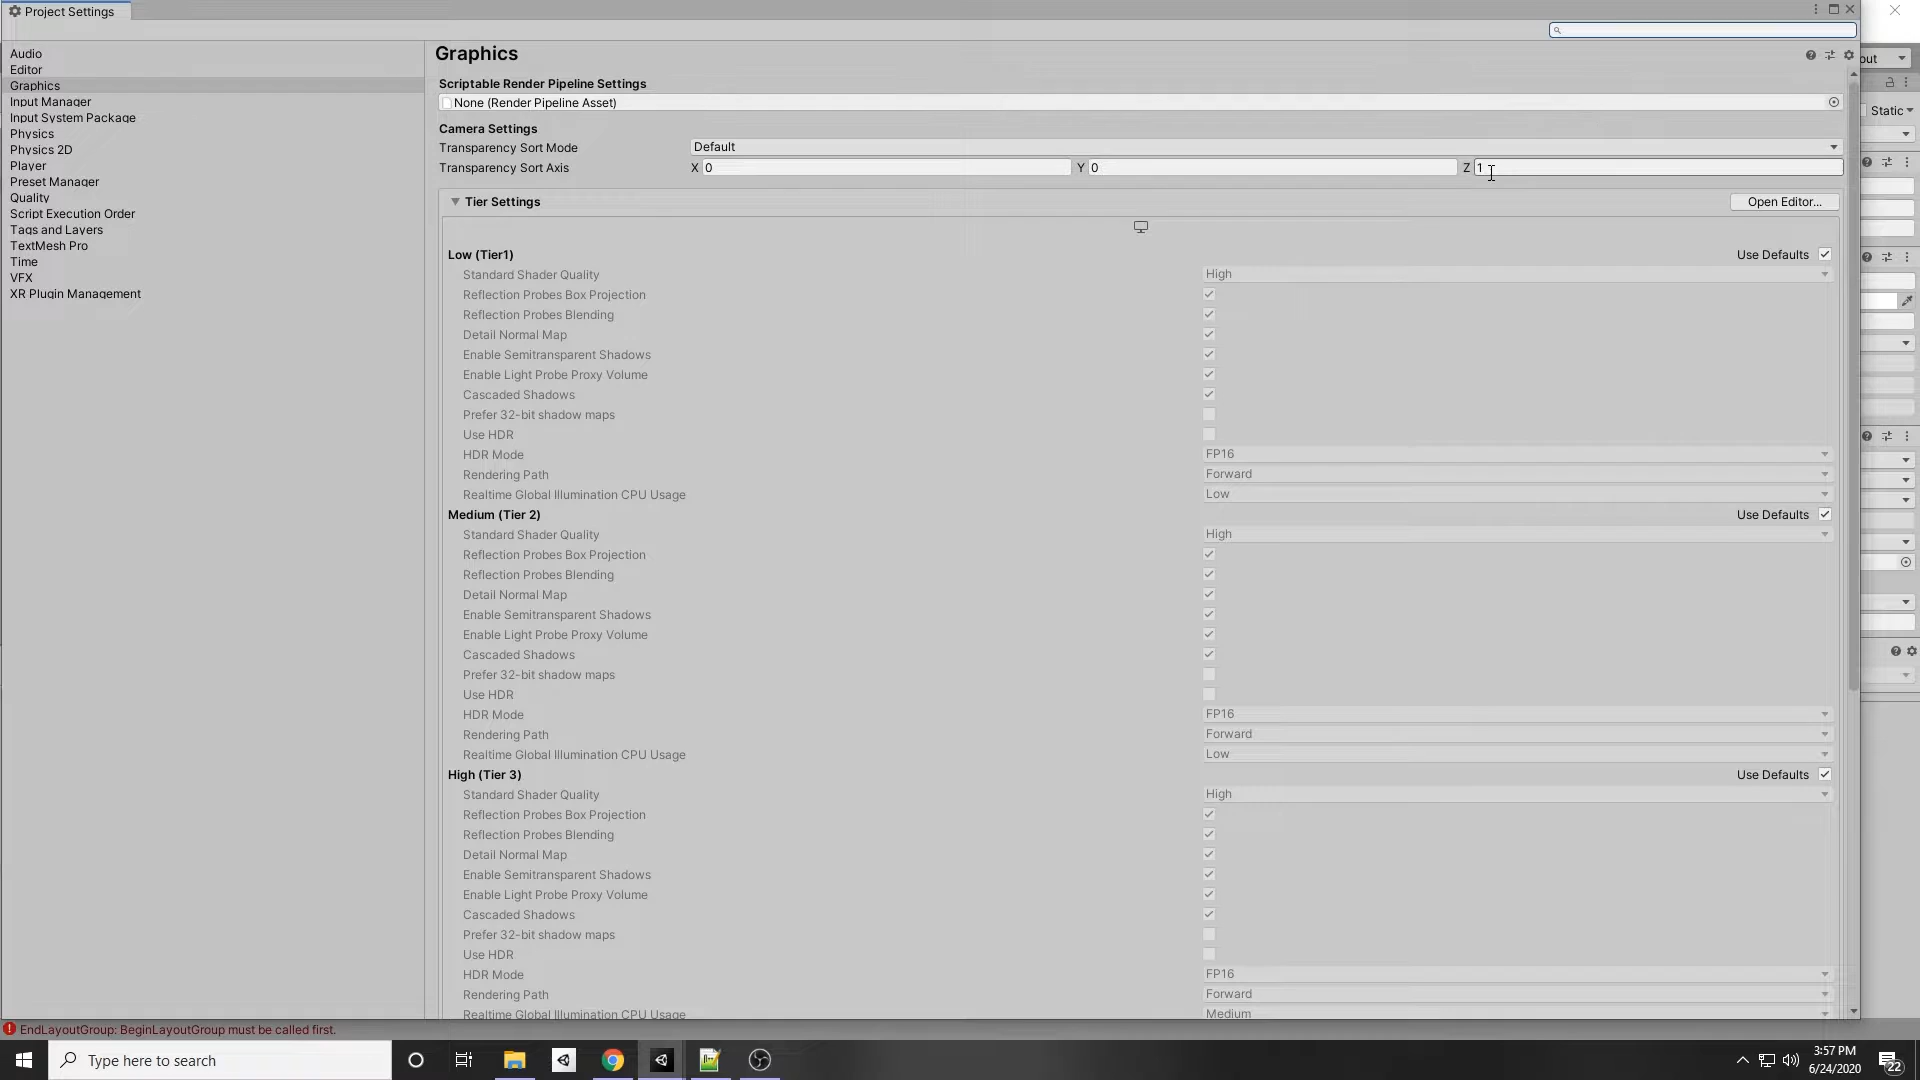 Project Settings
Audio
Editor
Graphics
Input Manager
Input System Package
Physics
Physics 2D
Player
Preset Manager
Quality
Script Execution Order
Tags and Layers
TextMesh Pro
Time
VFX
XR Plugin Management
Graphics
Scriptable Render Pipeline Settings
None (Render Pipeline Asset)
Camera Settings
Transparency Sort Mode Default
Transparency Sort Axis X 0 Y 0 Z 1
Tier Settings Open Editor...
Low (Tier1) Use Defaults
Standard Shader Quality High
Reflection Probes Box Projection
Reflection Probes Blending
Detail Normal Map
Enable Semitransparent Shadows
Enable Light Probe Proxy Volume
Cascaded Shadows
Prefer 32-bit shadow maps
Use HDR
HDR Mode FP16
Rendering Path Forward
Realtime Global Illumination CPU Usage Low
Medium (Tier 2) Use Defaults
Standard Shader Quality High
Reflection Probes Box Projection
Reflection Probes Blending
Detail Normal Map
Enable Semitransparent Shadows
Enable Light Probe Proxy Volume
Cascaded Shadows
Prefer 32-bit shadow maps
Use HDR
HDR Mode FP16
Rendering Path Forward
Realtime Global Illumination CPU Usage Low
High (Tier 3) Use Defaults
Standard Shader Quality High
Reflection Probes Box Projection
Reflection Probes Blending
Detail Normal Map
Enable Semitransparent Shadows
Enable Light Probe Proxy Volume
Cascaded Shadows
Prefer 32-bit shadow maps
Use HDR
HDR Mode FP16
Rendering Path Forward
Realtime Global Illumination CPU Usage Medium
out
Static
EndLayoutGroup: BeginLayoutGroup must be called first.
Type here to search
3:57 PM
6/24/2020
22